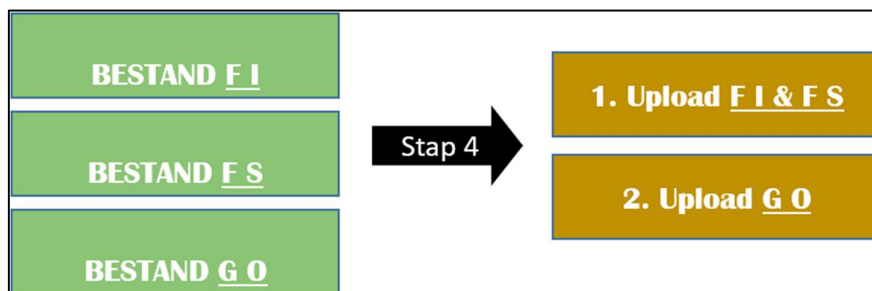 BESTAND F I
BESTAND F S
BESTAND G O
Stap 4
1. Upload F I & F S
2. Upload G O